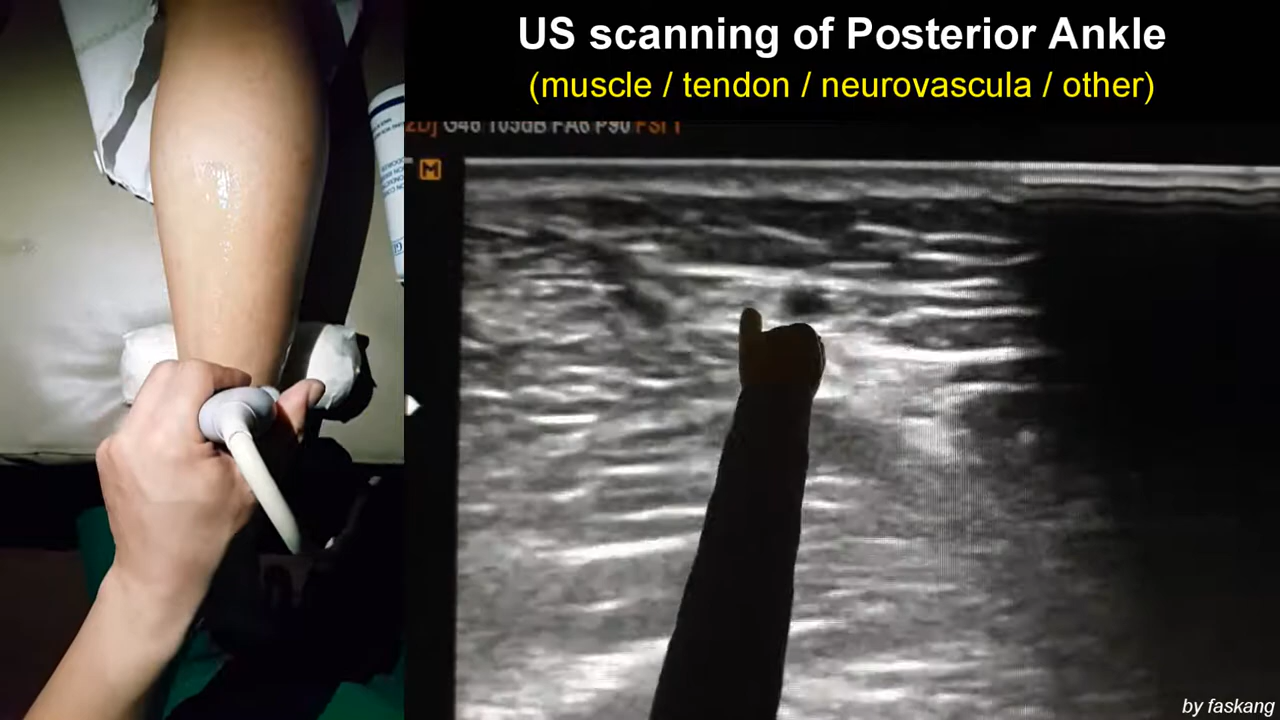 US scanning of Posterior Ankle
(muscle / tendon / neurovascula / other)
M
by faskang